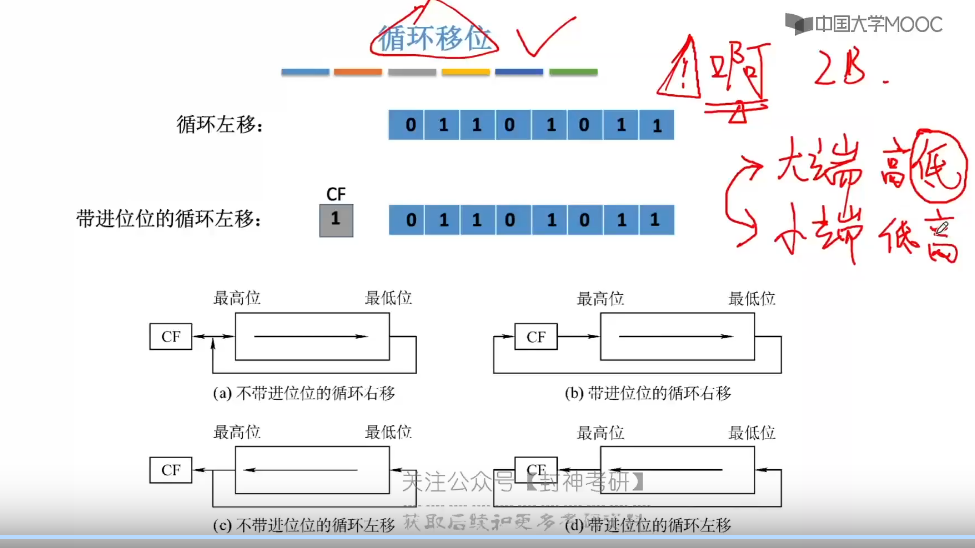 循环移位
中国大学MOOC
啊 2B.
循环左移：
0 1 1 0 1 0 1 1
大端 高低
CF
带进位位的循环左移：
1
0 1 1 0 1 0 1 1
小端 低高
最高位 最低位
CF
(a) 不带进位位的循环右移
最高位 最低位
CF
(b) 带进位位的循环右移
最高位 最低位
CF
(c) 不带进位位的循环左移
最高位 最低位
CF
(d) 带进位位的循环左移
关注公众号【封神考研】
获取后续和更多考研资料